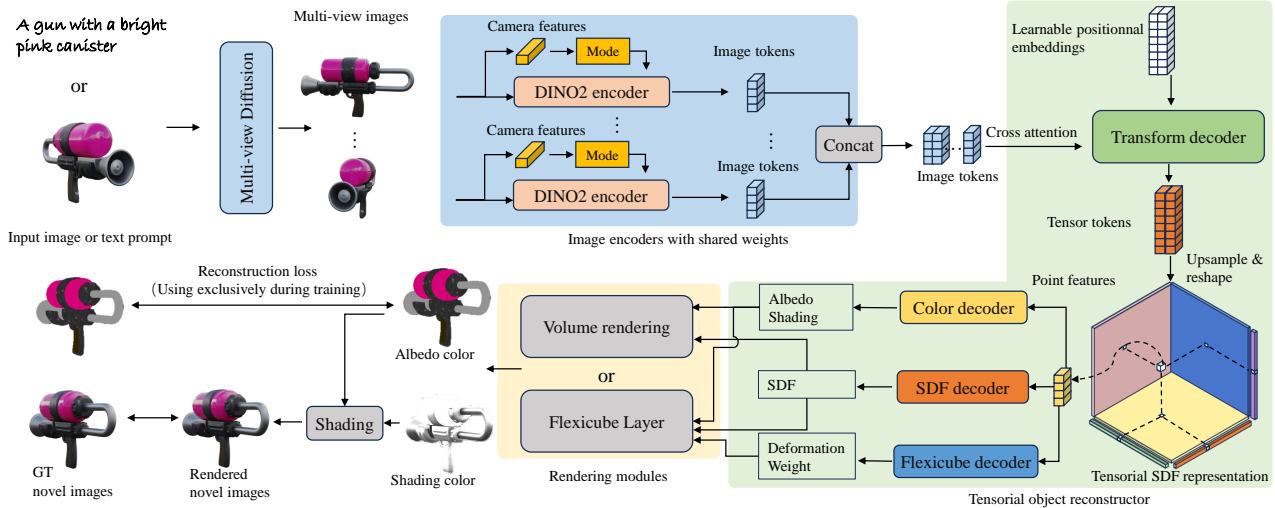 A gun with a bright
pink canister
or
Input image or text prompt
Multi-view Diffusion
Multi-view images
Camera features
Mode
DINO2 encoder
Image tokens
Camera features
Mode
DINO2 encoder
Image tokens
Concat
Image encoders with shared weights
Image tokens
Cross attention
Learnable positionnal
embeddings
Transform decoder
Tensor tokens
Upsample &
reshape
Point features
Tensorial SDF representation
Color decoder
SDF decoder
Flexicube decoder
Albedo
Shading
SDF
Deformation
Weight
Tensorial object reconstructor
Volume rendering
or
Flexicube Layer
Rendering modules
Reconstruction loss
(Using exclusively during training)
Albedo color
Shading
Shading color
GT
novel images
Rendered
novel images